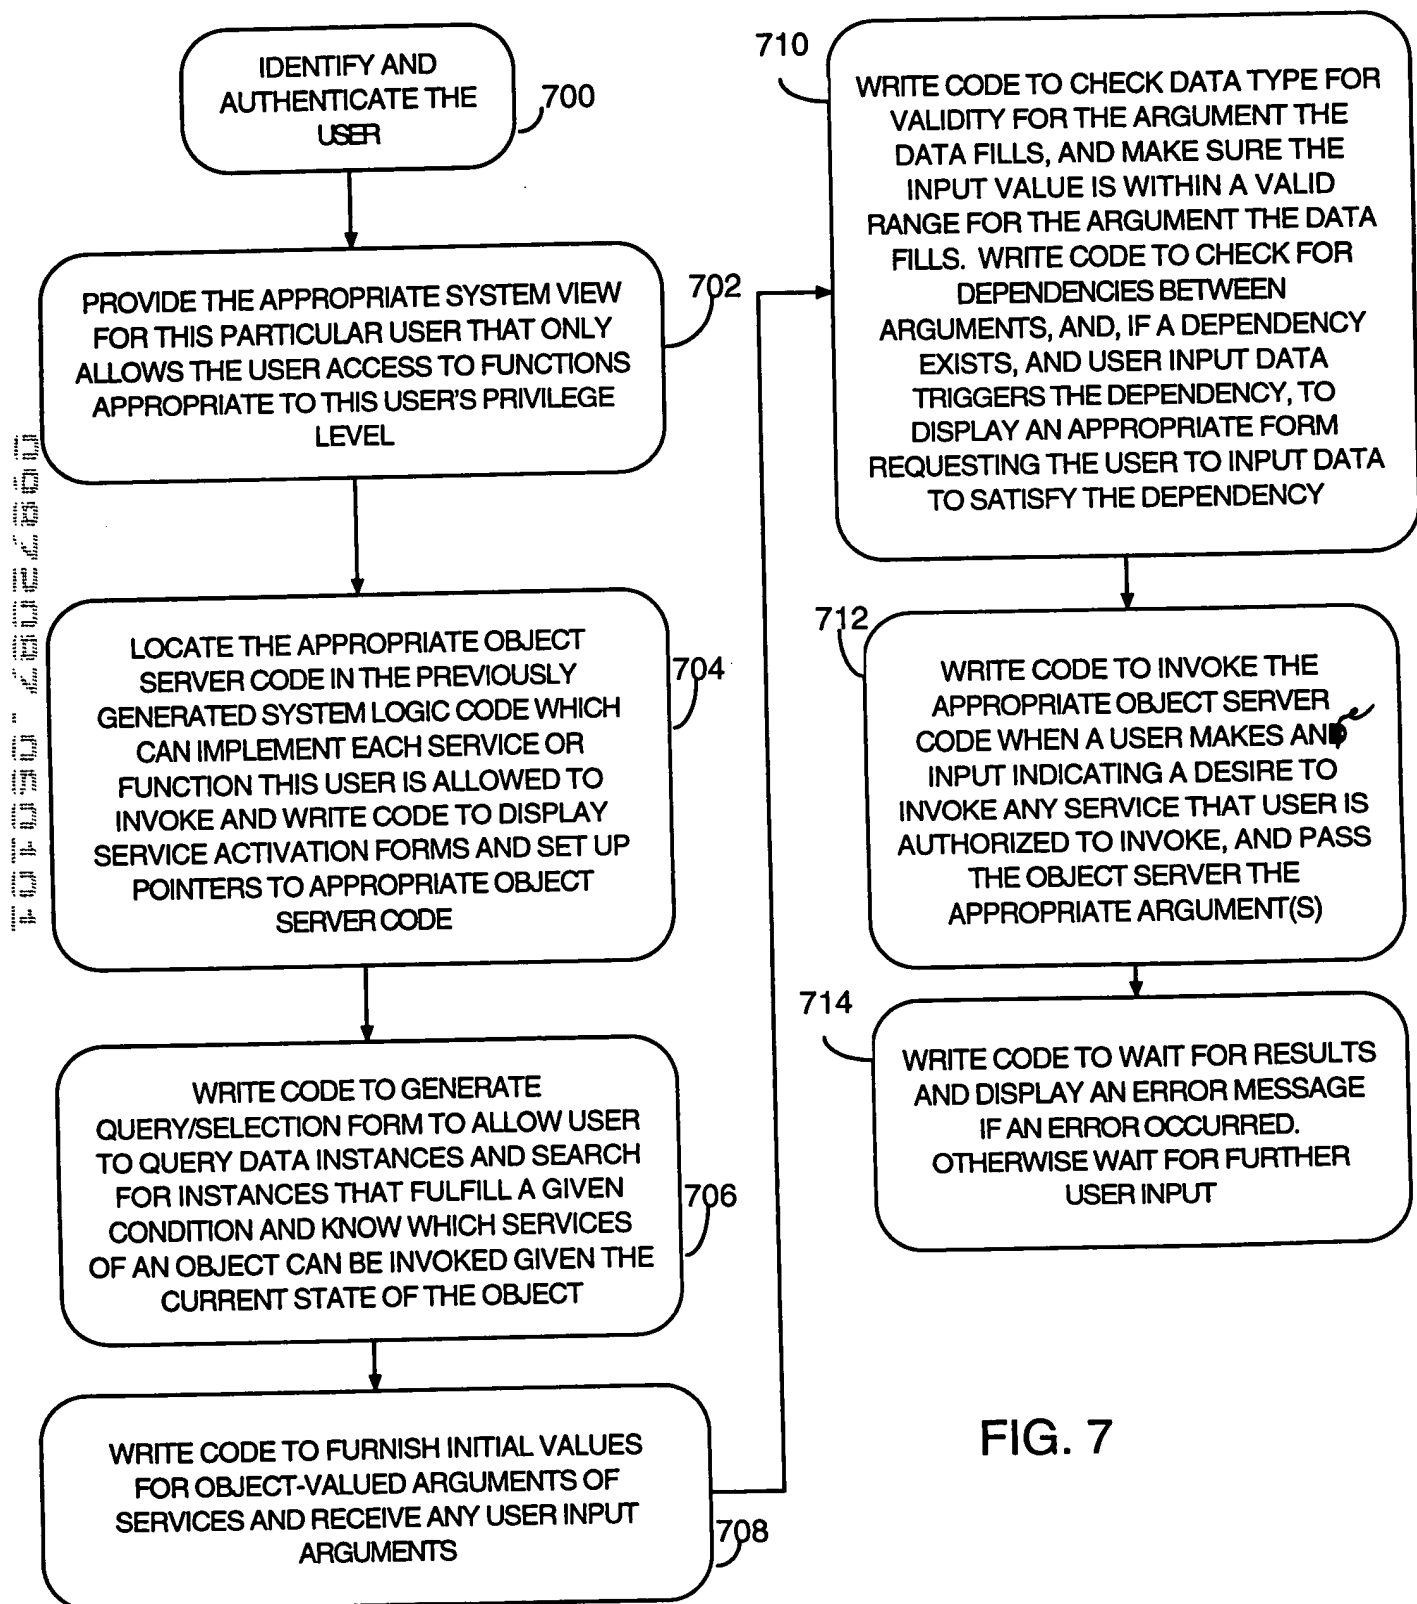 IDENTIFY AND
AUTHENTICATE THE
USER
700
PROVIDE THE APPROPRIATE SYSTEM VIEW
FOR THIS PARTICULAR USER THAT ONLY
ALLOWS THE USER ACCESS TO FUNCTIONS
APPROPRIATE TO THIS USER'S PRIVILEGE
LEVEL
702
LOCATE THE APPROPRIATE OBJECT
SERVER CODE IN THE PREVIOUSLY
GENERATED SYSTEM LOGIC CODE WHICH
CAN IMPLEMENT EACH SERVICE OR
FUNCTION THIS USER IS ALLOWED TO
INVOKE AND WRITE CODE TO DISPLAY
SERVICE ACTIVATION FORMS AND SET UP
POINTERS TO APPROPRIATE OBJECT
SERVER CODE
704
WRITE CODE TO GENERATE
QUERY/SELECTION FORM TO ALLOW USER
TO QUERY DATA INSTANCES AND SEARCH
FOR INSTANCES THAT FULFILL A GIVEN
CONDITION AND KNOW WHICH SERVICES
OF AN OBJECT CAN BE INVOKED GIVEN THE
CURRENT STATE OF THE OBJECT
706
WRITE CODE TO FURNISH INITIAL VALUES
FOR OBJECT-VALUED ARGUMENTS OF
SERVICES AND RECEIVE ANY USER INPUT
ARGUMENTS
708
710
WRITE CODE TO CHECK DATA TYPE FOR
VALIDITY FOR THE ARGUMENT THE
DATA FILLS, AND MAKE SURE THE
INPUT VALUE IS WITHIN A VALID
RANGE FOR THE ARGUMENT THE DATA
FILLS. WRITE CODE TO CHECK FOR
DEPENDENCIES BETWEEN
ARGUMENTS, AND, IF A DEPENDENCY
EXISTS, AND USER INPUT DATA
TRIGGERS THE DEPENDENCY, TO
DISPLAY AN APPROPRIATE FORM
REQUESTING THE USER TO INPUT DATA
TO SATISFY THE DEPENDENCY
712
WRITE CODE TO INVOKE THE
APPROPRIATE OBJECT SERVER
CODE WHEN A USER MAKES AND
INPUT INDICATING A DESIRE TO
INVOKE ANY SERVICE THAT USER IS
AUTHORIZED TO INVOKE, AND PASS
THE OBJECT SERVER THE
APPROPRIATE ARGUMENT(S)
714
WRITE CODE TO WAIT FOR RESULTS
AND DISPLAY AN ERROR MESSAGE
IF AN ERROR OCCURRED.
OTHERWISE WAIT FOR FURTHER
USER INPUT
FIG. 7